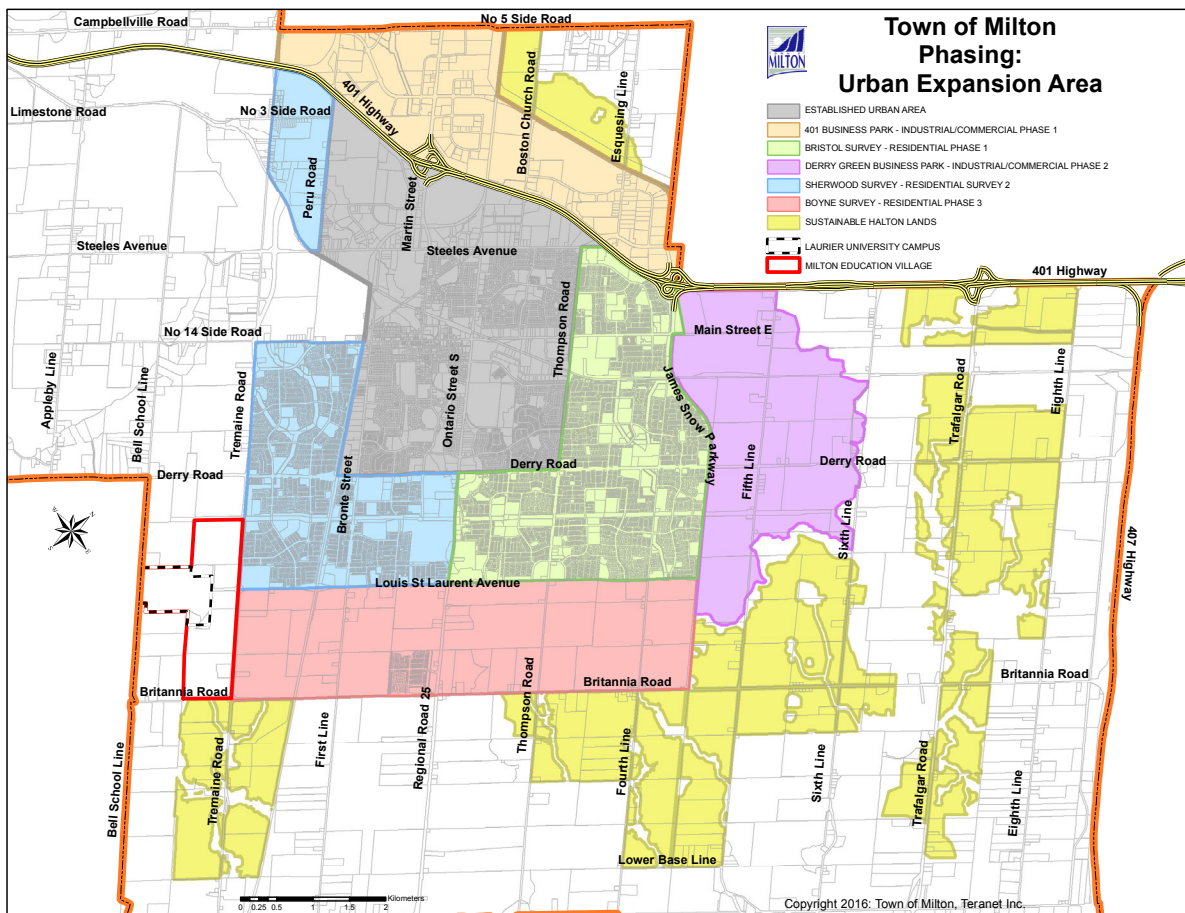 Campbellville Road
No 5 Side Road
Town of Milton
Phasing:
Urban Expansion Area
MILTON
ESTABLISHED URBAN AREA
401 BUSINESS PARK - INDUSTRIAL/COMMERCIAL PHASE 1
BRISTOL SURVEY - RESIDENTIAL PHASE 1
DERRY GREEN BUSINESS PARK - INDUSTRIAL/COMMERCIAL PHASE 2
SHERWOOD SURVEY - RESIDENTIAL SURVEY 2
BOYNE SURVEY - RESIDENTIAL PHASE 3
SUSTAINABLE HALTON LANDS
LAURIER UNIVERSITY CAMPUS
MILTON EDUCATION VILLAGE
Limestone Road
No 3 Side Road
401 Highway
Boston Church Road
Esquesing Line
Peru Road
Martin Street
Steeles Avenue
Steeles Avenue
401 Highway
Thompson Road
No 14 Side Road
Main Street E
Appleby Line
Bell School Line
Tremaine Road
Ontario Street S
James Snow Parkway
Trafalgar Road
Eighth Line
Derry Road
Derry Road
Derry Road
Bronte Street
Fifth Line
Sixth Line
407 Highway
W
N
S
E
Louis St Laurent Avenue
Britannia Road
Britannia Road
Britannia Road
Bell School Line
Tremaine Road
First Line
Regional Road 25
Thompson Road
Fourth Line
Sixth Line
Trafalgar Road
Eighth Line
Lower Base Line
Kilometers
0 0.25 0.5 1 1.5 2
Copyright 2016: Town of Milton, Teranet Inc.